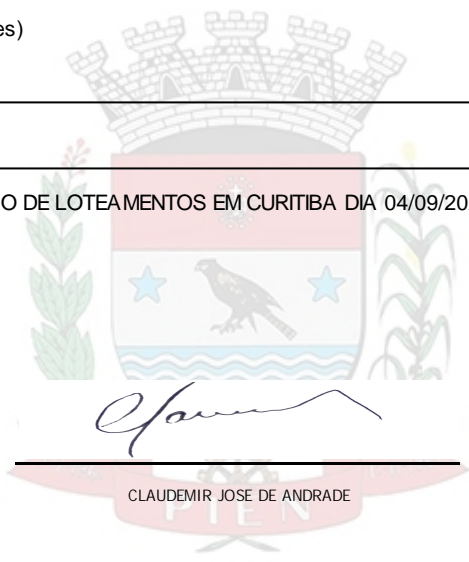 es)
O DE LOTEAMENTOS EM CURITIBA DIA 04/09/20
CLAUDEMIR JOSE DE ANDRADE
PIEN